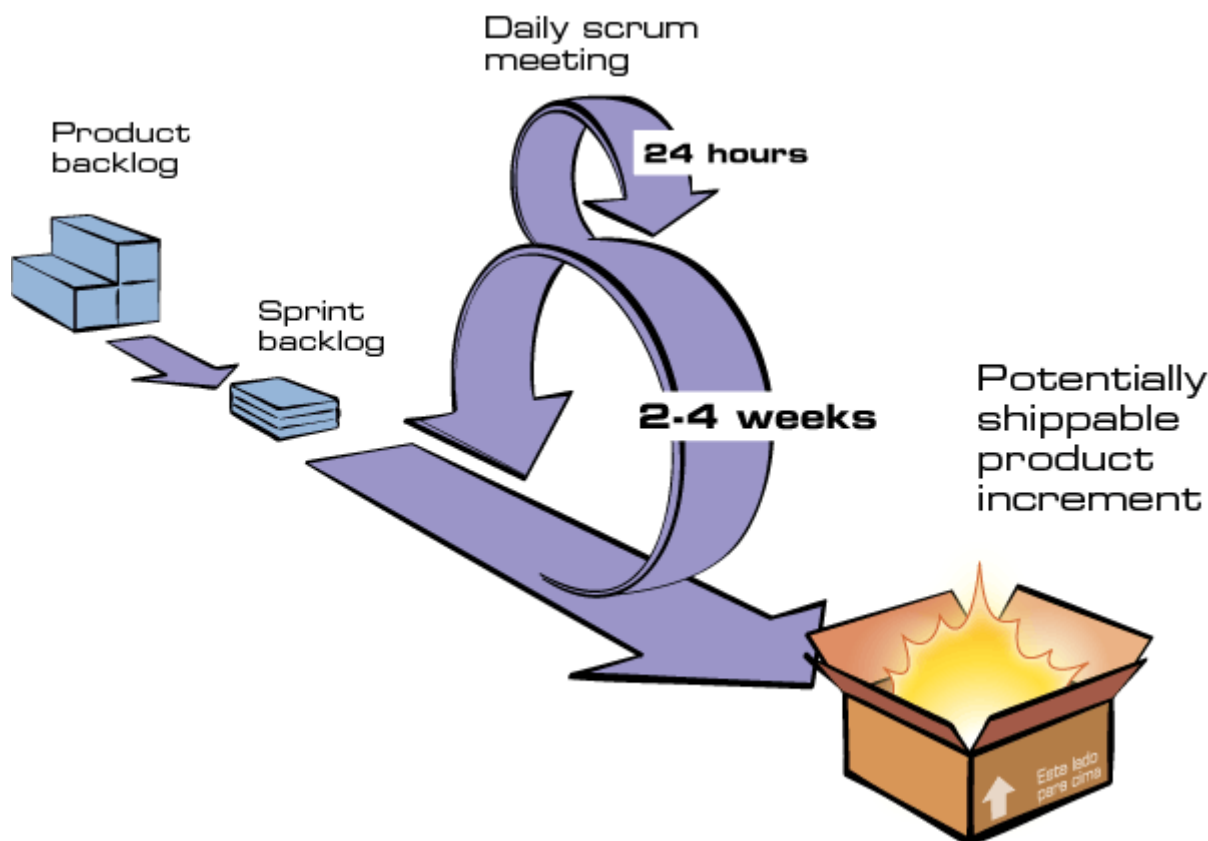 Daily scrum
meeting
24 hours
Product
backlog
Sprint
backlog
2-4 weeks
Potentially
shippable
product
increment
Este lado
para cima